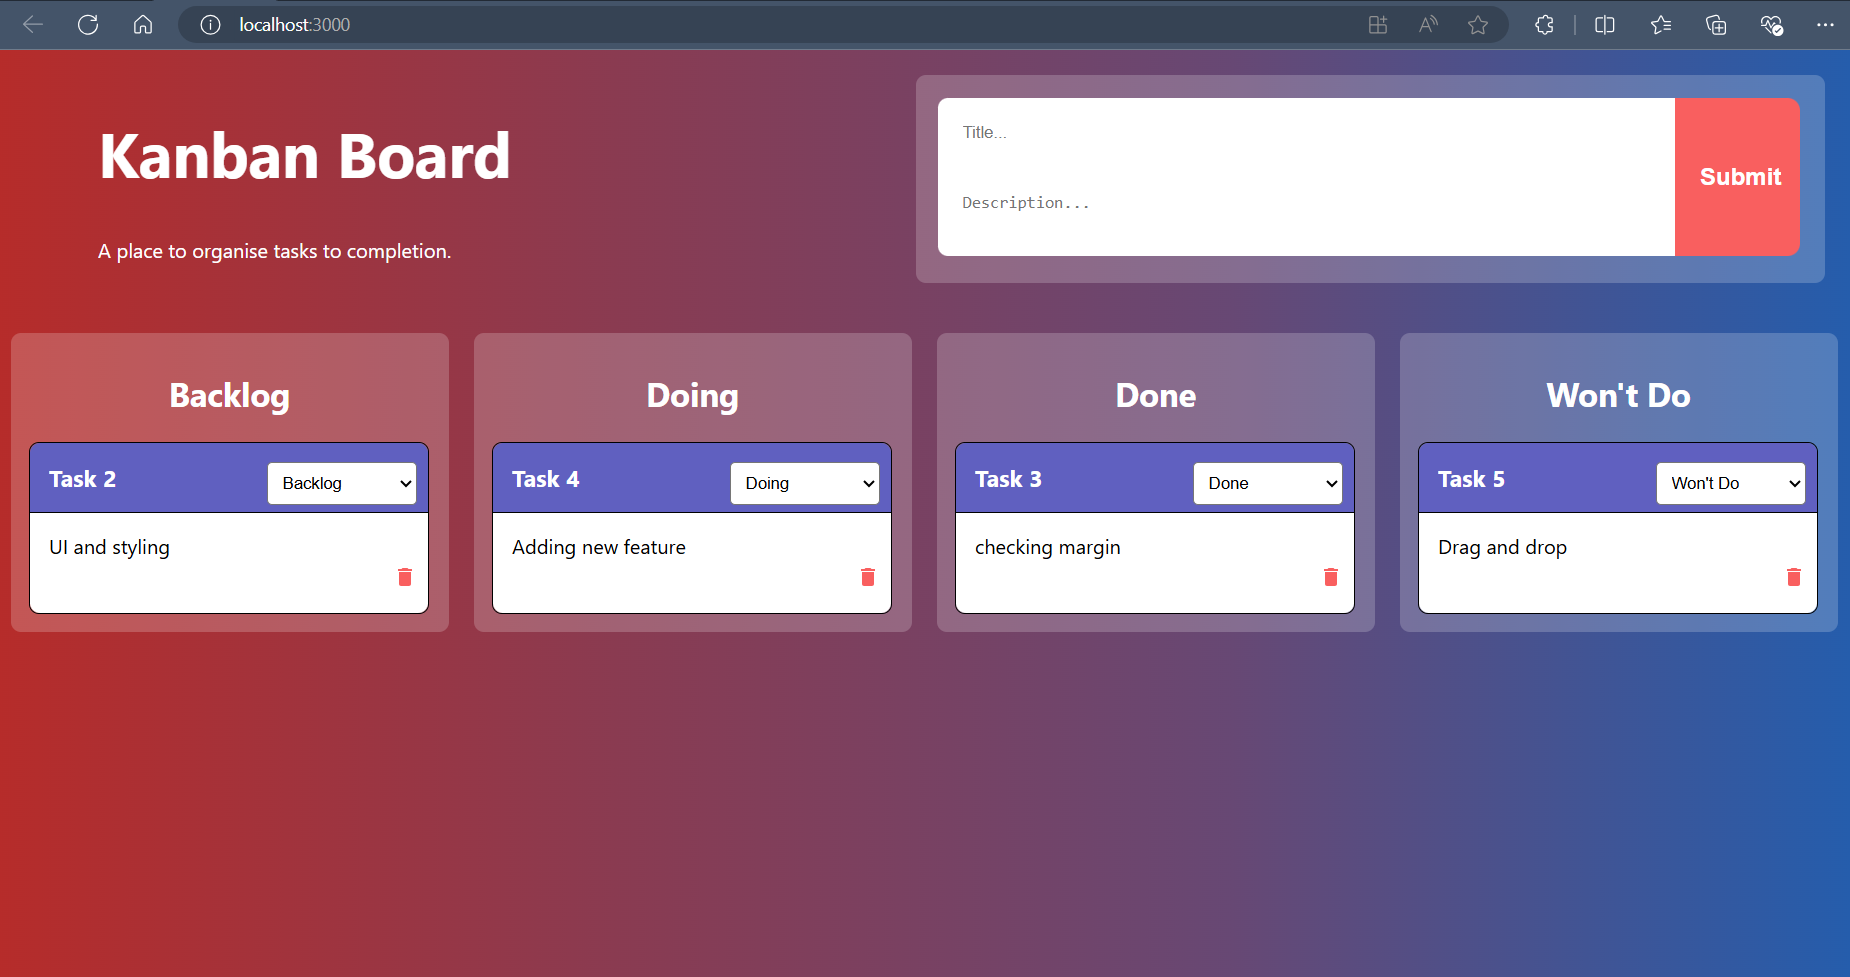 localhost:3000
Kanban Board
A place to organise tasks to completion.
Title...
Description...
Submit
Backlog
Task 2
Backlog
UI and styling
Doing
Task 4
Doing
Adding new feature
Done
Task 3
Done
checking margin
Won't Do
Task 5
Won't Do
Drag and drop